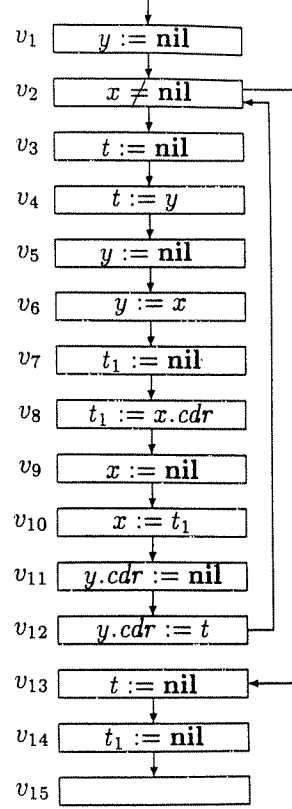 v₁ y := nil
v₂ x ≠ nil
v₃ t := nil
v₄ t := y
v₅ y := nil
v₆ y := x
v₇ t₁ := nil
v₈ t₁ := x.cdr
v₉ x := nil
v₁₀ x := t₁
v₁₁ y.cdr := nil
v₁₂ y.cdr := t
v₁₃ t := nil
v₁₄ t₁ := nil
v₁₅